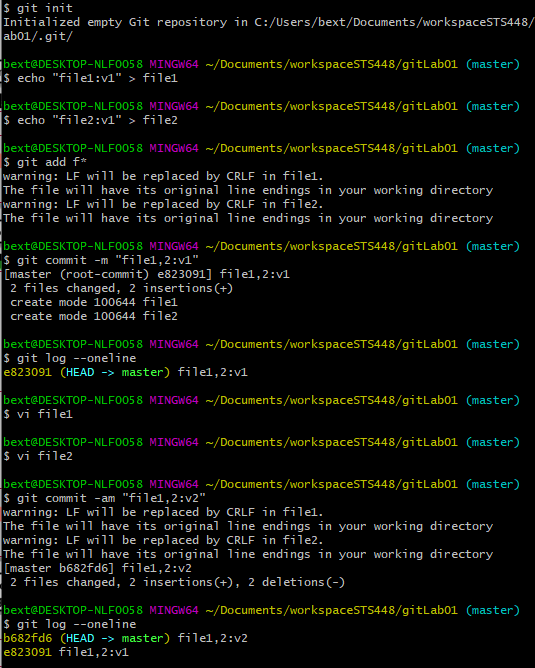 $ git init
Initialized empty Git repository in C:/Users/bext/Documents/workspaceSTS448/
ab01/.git/
bext@DESKTOP-NLFOO58 MINGW64 ~/Documents/workspaceSTS448/gitLab01 (master)
$ echo "file1:v1" > file1
bext@DESKTOP-NLFOO58 MINGW64 ~/Documents/workspaceSTS448/gitLab01 (master)
$ echo "file2:v1" > file2
bext@DESKTOP-NLFOO58 MINGW64 ~/Documents/workspaceSTS448/gitLab01 (master)
$ git add f*
warning: LF will be replaced by CRLF in file1.
The file will have its original line endings in your working directory
warning: LF will be replaced by CRLF in file2.
The file will have its original line endings in your working directory
bext@DESKTOP-NLFOO58 MINGW64 ~/Documents/workspaceSTS448/gitLab01 (master)
$ git commit -m "file1,2:v1"
[master (root-commit) e823091] file1,2:v1
 2 files changed, 2 insertions(+)
 create mode 100644 file1
 create mode 100644 file2
bext@DESKTOP-NLFOO58 MINGW64 ~/Documents/workspaceSTS448/gitLab01 (master)
$ git log --oneline
e823091 (HEAD -> master) file1,2:v1
bext@DESKTOP-NLFOO58 MINGW64 ~/Documents/workspaceSTS448/gitLab01 (master)
$ vi file1
bext@DESKTOP-NLFOO58 MINGW64 ~/Documents/workspaceSTS448/gitLab01 (master)
$ vi file2
bext@DESKTOP-NLFOO58 MINGW64 ~/Documents/workspaceSTS448/gitLab01 (master)
$ git commit -am "file1,2:v2"
warning: LF will be replaced by CRLF in file1.
The file will have its original line endings in your working directory
warning: LF will be replaced by CRLF in file2.
The file will have its original line endings in your working directory
[master b682fd6] file1,2:v2
 2 files changed, 2 insertions(+), 2 deletions(-)
bext@DESKTOP-NLFOO58 MINGW64 ~/Documents/workspaceSTS448/gitLab01 (master)
$ git log --oneline
b682fd6 (HEAD -> master) file1,2:v2
e823091 file1,2:v1